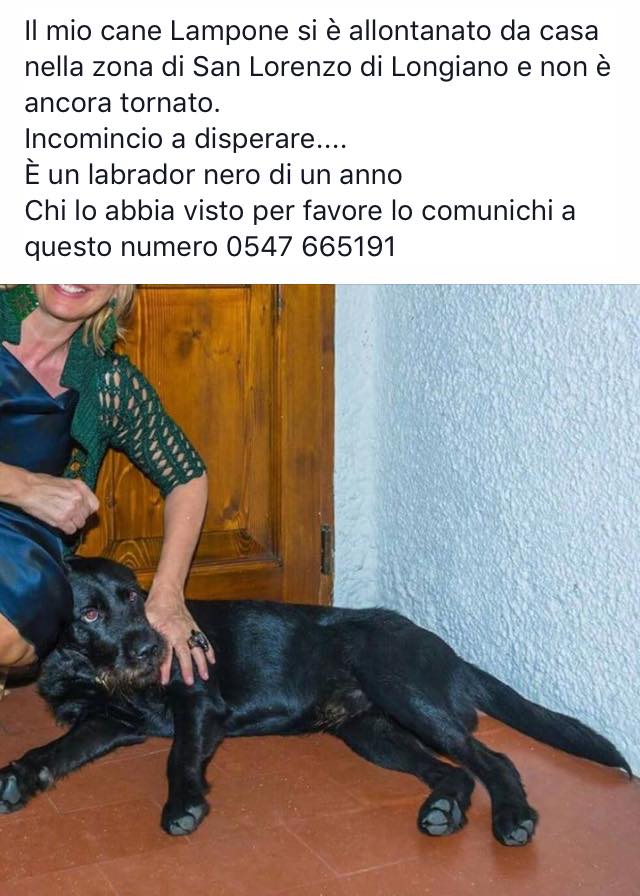 Il mio cane Lampone si è allontanato da casa
nella zona di San Lorenzo di Longiano e non è
ancora tornato.
Incomincio a disperare....
È un labrador nero di un anno
Chi lo abbia visto per favore lo comunichi a
questo numero 0547 665191